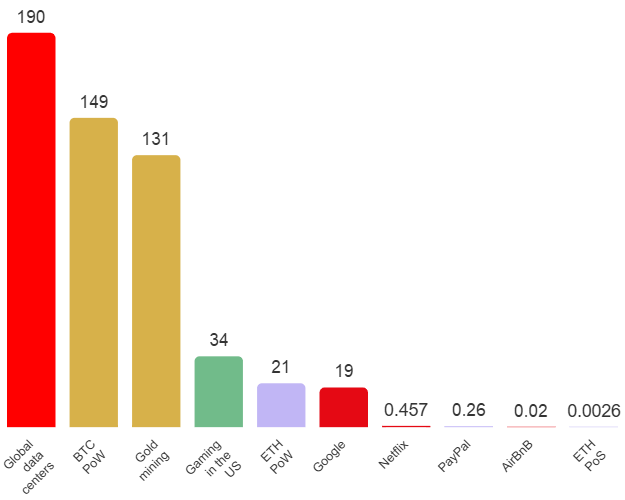 190
149
131
34
21
19
0.457
0.26
0.02
0.0026
Global
data
centers
BTC
PoW
Gold
mining
Gaming
in the
US
ETH
PoW
Google
Netflix
PayPal
AirBnB
ETH
PoS